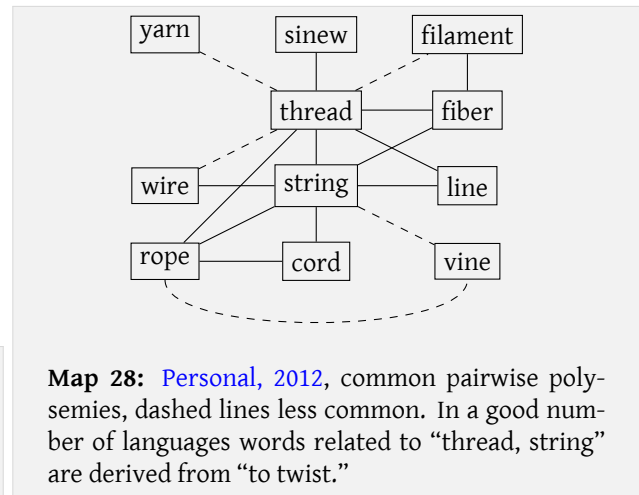 yarn
sinew
filament
thread
fiber
wire
string
line
rope
cord
vine
Map 28: Personal, 2012, common pairwise poly-
semies, dashed lines less common. In a good num-
ber of languages words related to “thread, string”
are derived from “to twist.”